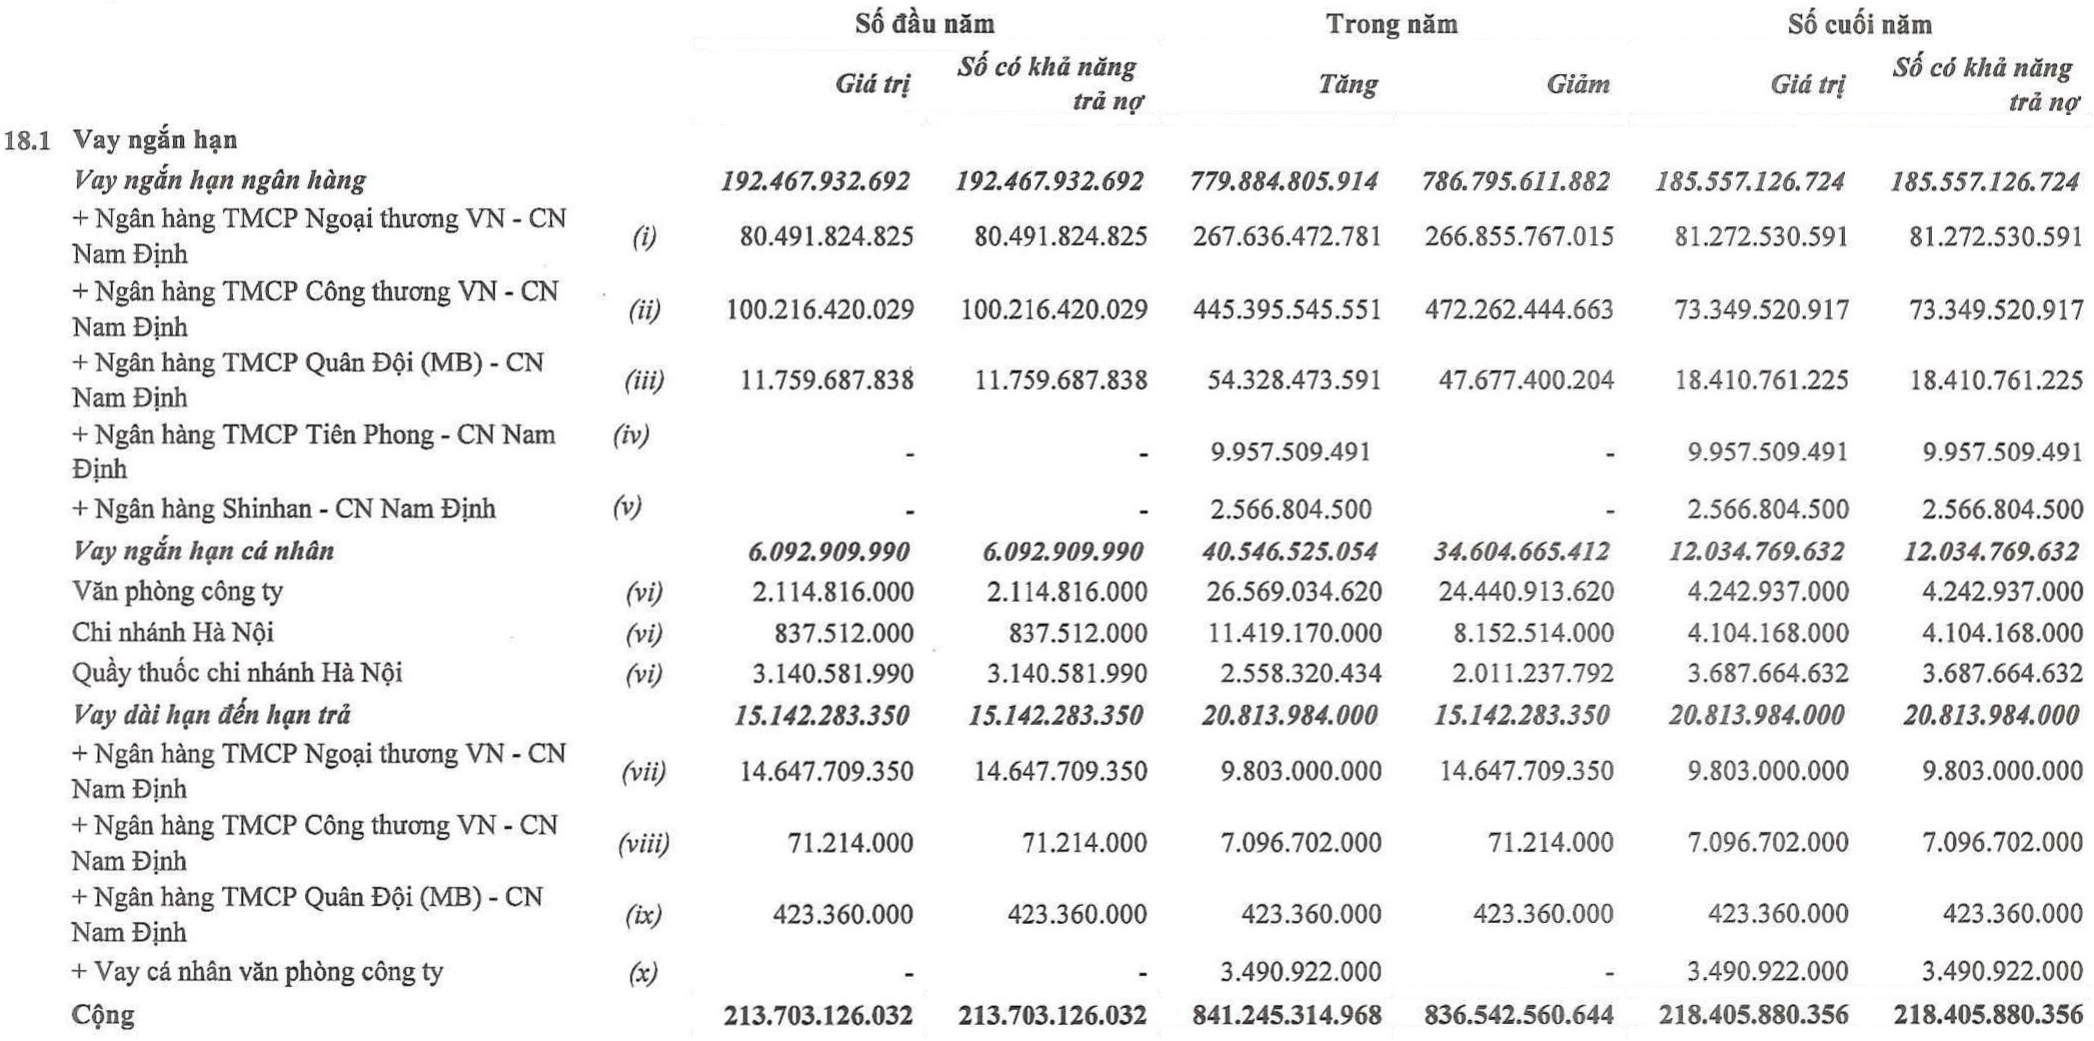 Số đầu năm Trong năm Số cuối năm
Giá trị Số có khả năng trả nợ Tăng Giảm Giá trị Số có khả năng trả nợ
18.1 Vay ngắn hạn
Vay ngắn hạn ngân hàng 192.467.932.692 192.467.932.692 779.884.805.914 786.795.611.882 185.557.126.724 185.557.126.724
+ Ngân hàng TMCP Ngoại thương VN - CN
Nam Định (i) 80.491.824.825 80.491.824.825 267.636.472.781 266.855.767.015 81.272.530.591 81.272.530.591
+ Ngân hàng TMCP Công thương VN - CN
Nam Định (ii) 100.216.420.029 100.216.420.029 445.395.545.551 472.262.444.663 73.349.520.917 73.349.520.917
+ Ngân hàng TMCP Quân Đội (MB) - CN
Nam Định (iii) 11.759.687.838 11.759.687.838 54.328.473.591 47.677.400.204 18.410.761.225 18.410.761.225
+ Ngân hàng TMCP Tiên Phong - CN Nam
Định (iv) - - 9.957.509.491 - 9.957.509.491 9.957.509.491
+ Ngân hàng Shinhan - CN Nam Định (v) - - 2.566.804.500 - 2.566.804.500 2.566.804.500
Vay ngắn hạn cá nhân 6.092.909.990 6.092.909.990 40.546.525.054 34.604.665.412 12.034.769.632 12.034.769.632
Văn phòng công ty (vi) 2.114.816.000 2.114.816.000 26.569.034.620 24.440.913.620 4.242.937.000 4.242.937.000
Chi nhánh Hà Nội (vi) 837.512.000 837.512.000 11.419.170.000 8.152.514.000 4.104.168.000 4.104.168.000
Quầy thuốc chi nhánh Hà Nội (vi) 3.140.581.990 3.140.581.990 2.558.320.434 2.011.237.792 3.687.664.632 3.687.664.632
Vay dài hạn đến hạn trả 15.142.283.350 15.142.283.350 20.813.984.000 15.142.283.350 20.813.984.000 20.813.984.000
+ Ngân hàng TMCP Ngoại thương VN - CN
Nam Định (vii) 14.647.709.350 14.647.709.350 9.803.000.000 14.647.709.350 9.803.000.000 9.803.000.000
+ Ngân hàng TMCP Công thương VN - CN
Nam Định (viii) 71.214.000 71.214.000 7.096.702.000 71.214.000 7.096.702.000 7.096.702.000
+ Ngân hàng TMCP Quân Đội (MB) - CN
Nam Định (ix) 423.360.000 423.360.000 423.360.000 423.360.000 423.360.000 423.360.000
+ Vay cá nhân văn phòng công ty (x) - - 3.490.922.000 - 3.490.922.000 3.490.922.000
Cộng 213.703.126.032 213.703.126.032 841.245.314.968 836.542.560.644 218.405.880.356 218.405.880.356